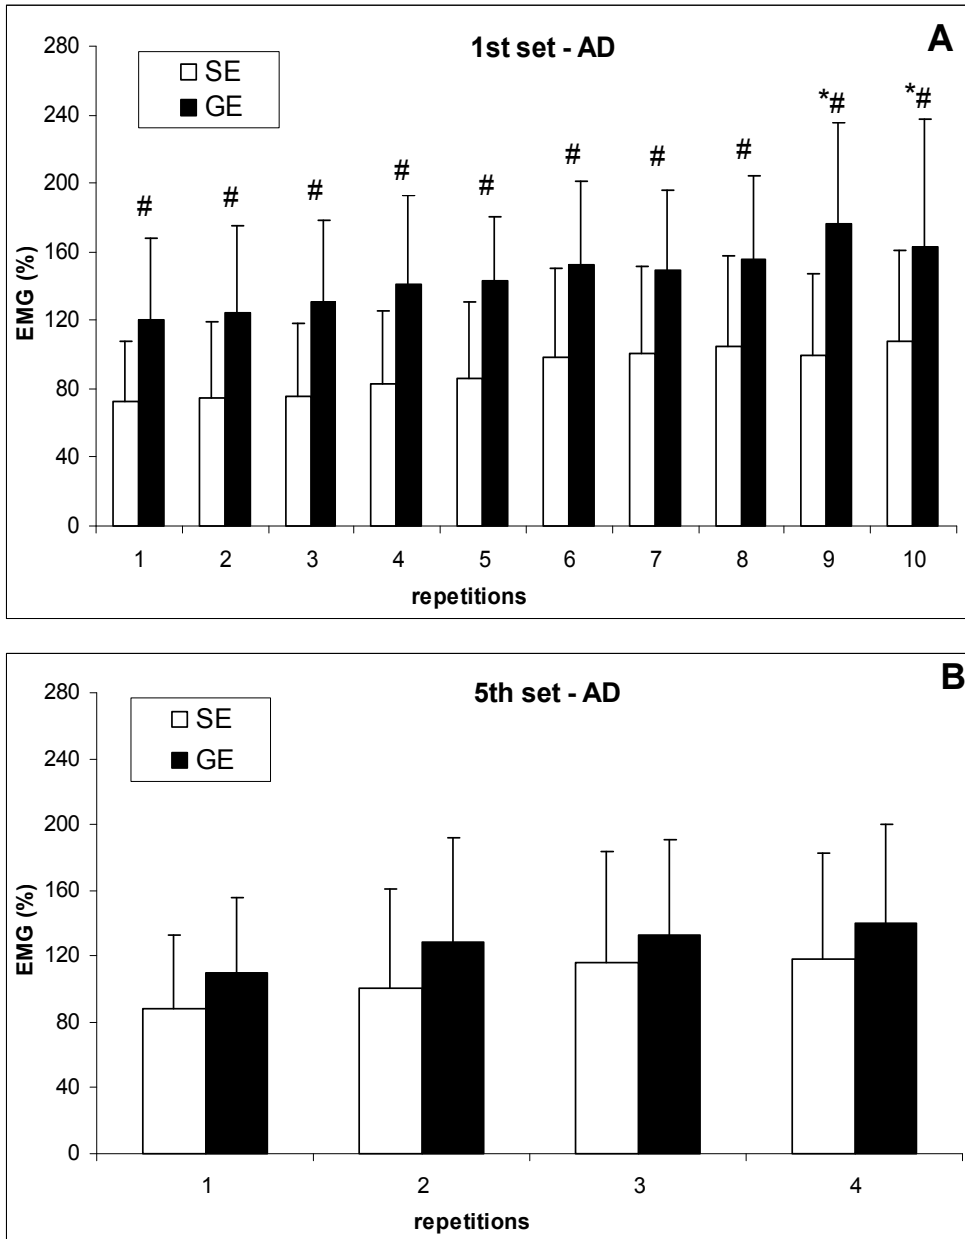 1st set - AD
A
SE
GE
EMG (%)
280
240
200
160
120
80
40
0
# # # # # # # # *# *#
1 2 3 4 5 6 7 8 9 10
repetitions
5th set - AD
B
SE
GE
EMG (%)
280
240
200
160
120
80
40
0
1 2 3 4
repetitions